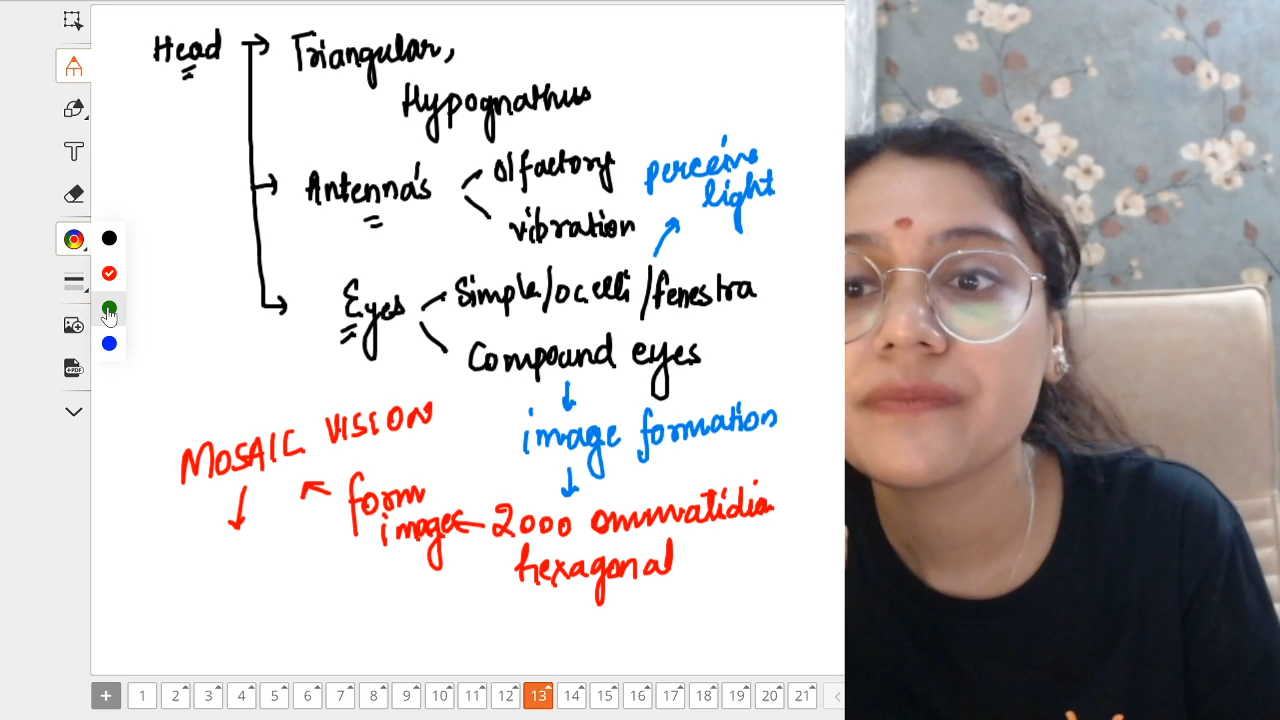 Head → Triangular,
Hypognathus
Antenna's
Olfactory
vibration
perceive
light
Eyes
Simple/ocelli/fenestra
Compound eyes
↓
image formation
↓
2000 ommatidia
hexagonal
form
images
MOSAIC VISION
↓
T
+PDF
+ 1 2 3 4 5 6 7 8 9 10 11 12 13 14 15 16 17 18 19 20 21